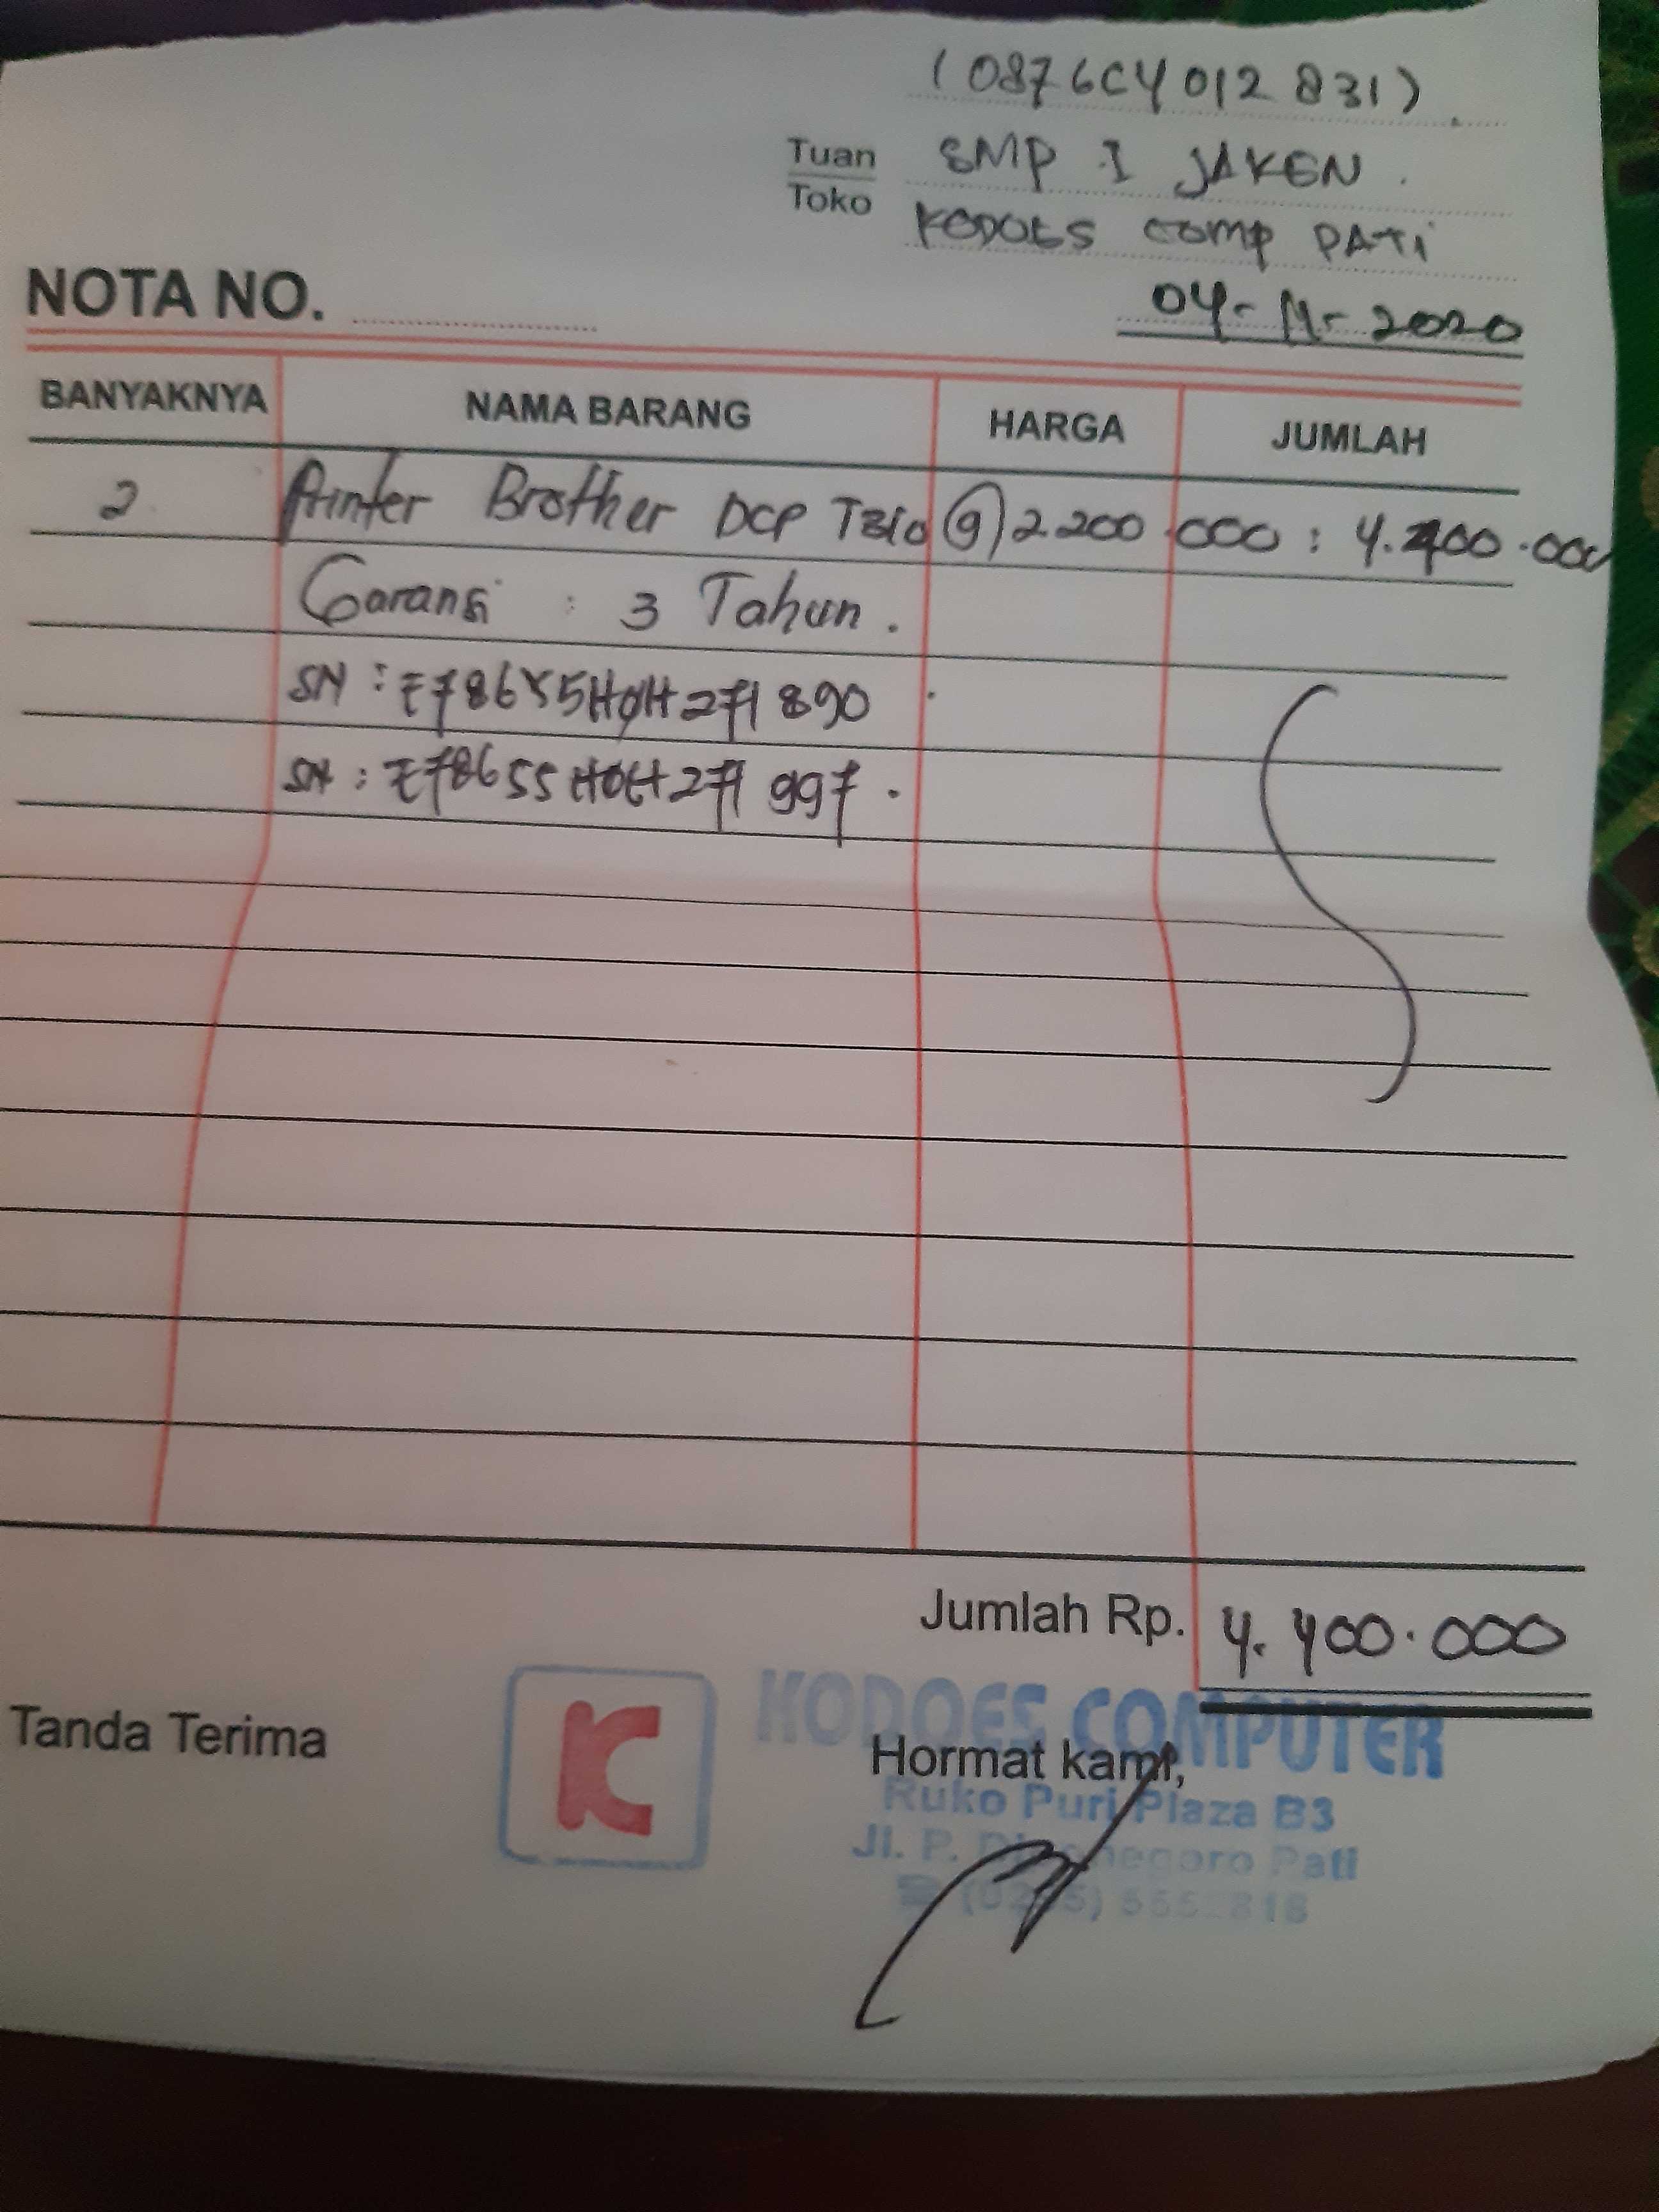 (0876C4012831)
Tuan SMP I JAKEN.
Toko KODOES COMP PATI
NOTA NO. 04-11-2020
BANYAKNYA NAMA BARANG HARGA JUMLAH
2 Printer Brother DCP T310 @ 2.200.000 : 4.400.000
Garansi : 3 Tahun.
SN :
SN :
Jumlah Rp. 4.400.000
KODOES COMPUTER
Tanda Terima Hormat kami,
K
Ruko Puri Plaza B3
Jl. P. Pati